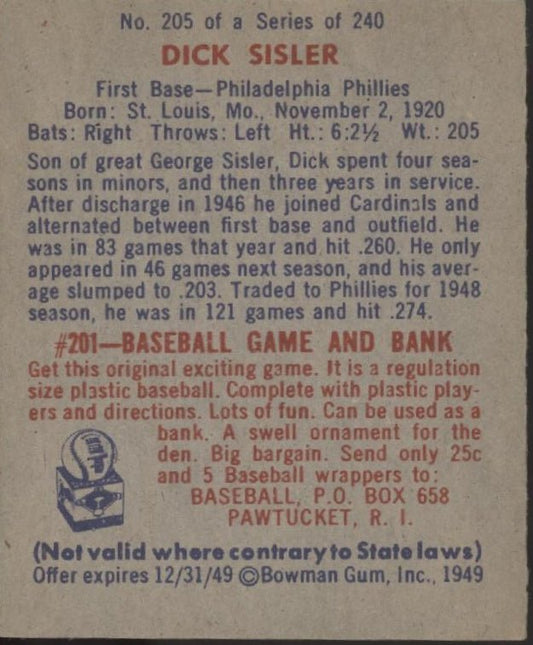 No. 205 of a Series of 240
DICK SISLER
First Base—Philadelphia Phillies
Born: St. Louis, Mo., November 2, 1920
Bats: Right Throws: Left Ht.: 6:2½ Wt.: 205
Son of great George Sisler, Dick spent four sea-
sons in minors, and then three years in service.
After discharge in 1946 he joined Cardinals and
alternated between first base and outfield. He
was in 83 games that year and hit .260. He only
appeared in 46 games next season, and his aver-
age slumped to .203. Traded to Phillies for 1948
season, he was in 121 games and hit .274.
#201—BASEBALL GAME AND BANK
Get this original exciting game. It is a regulation
size plastic baseball. Complete with plastic play-
ers and directions. Lots of fun. Can be used as a
bank. A swell ornament for the
den. Big bargain. Send only 25c
and 5 Baseball wrappers to:
BASEBALL, P.O. BOX 658
PAWTUCKET, R. I.
(Not valid where contrary to State laws)
Offer expires 12/31/49 ©Bowman Gum, Inc., 1949